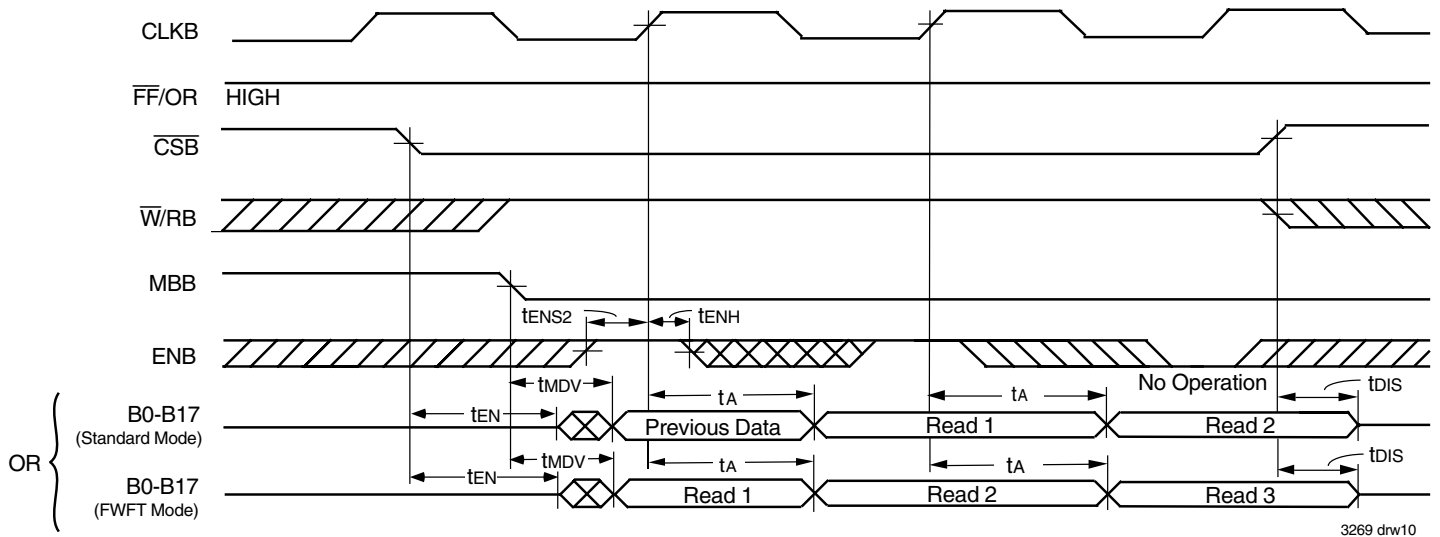 CLKB
F̅F̅/OR HIGH
C̅S̅B̅
W̅/RB
MBB
tENS2 tENH
ENB
No Operation
tMDV tA tA tDIS
tEN
B0-B17 Previous Data Read 1 Read 2
(Standard Mode)
OR
tMDV tA tA tDIS
tEN
B0-B17 Read 1 Read 2 Read 3
(FWFT Mode)
3269 drw10